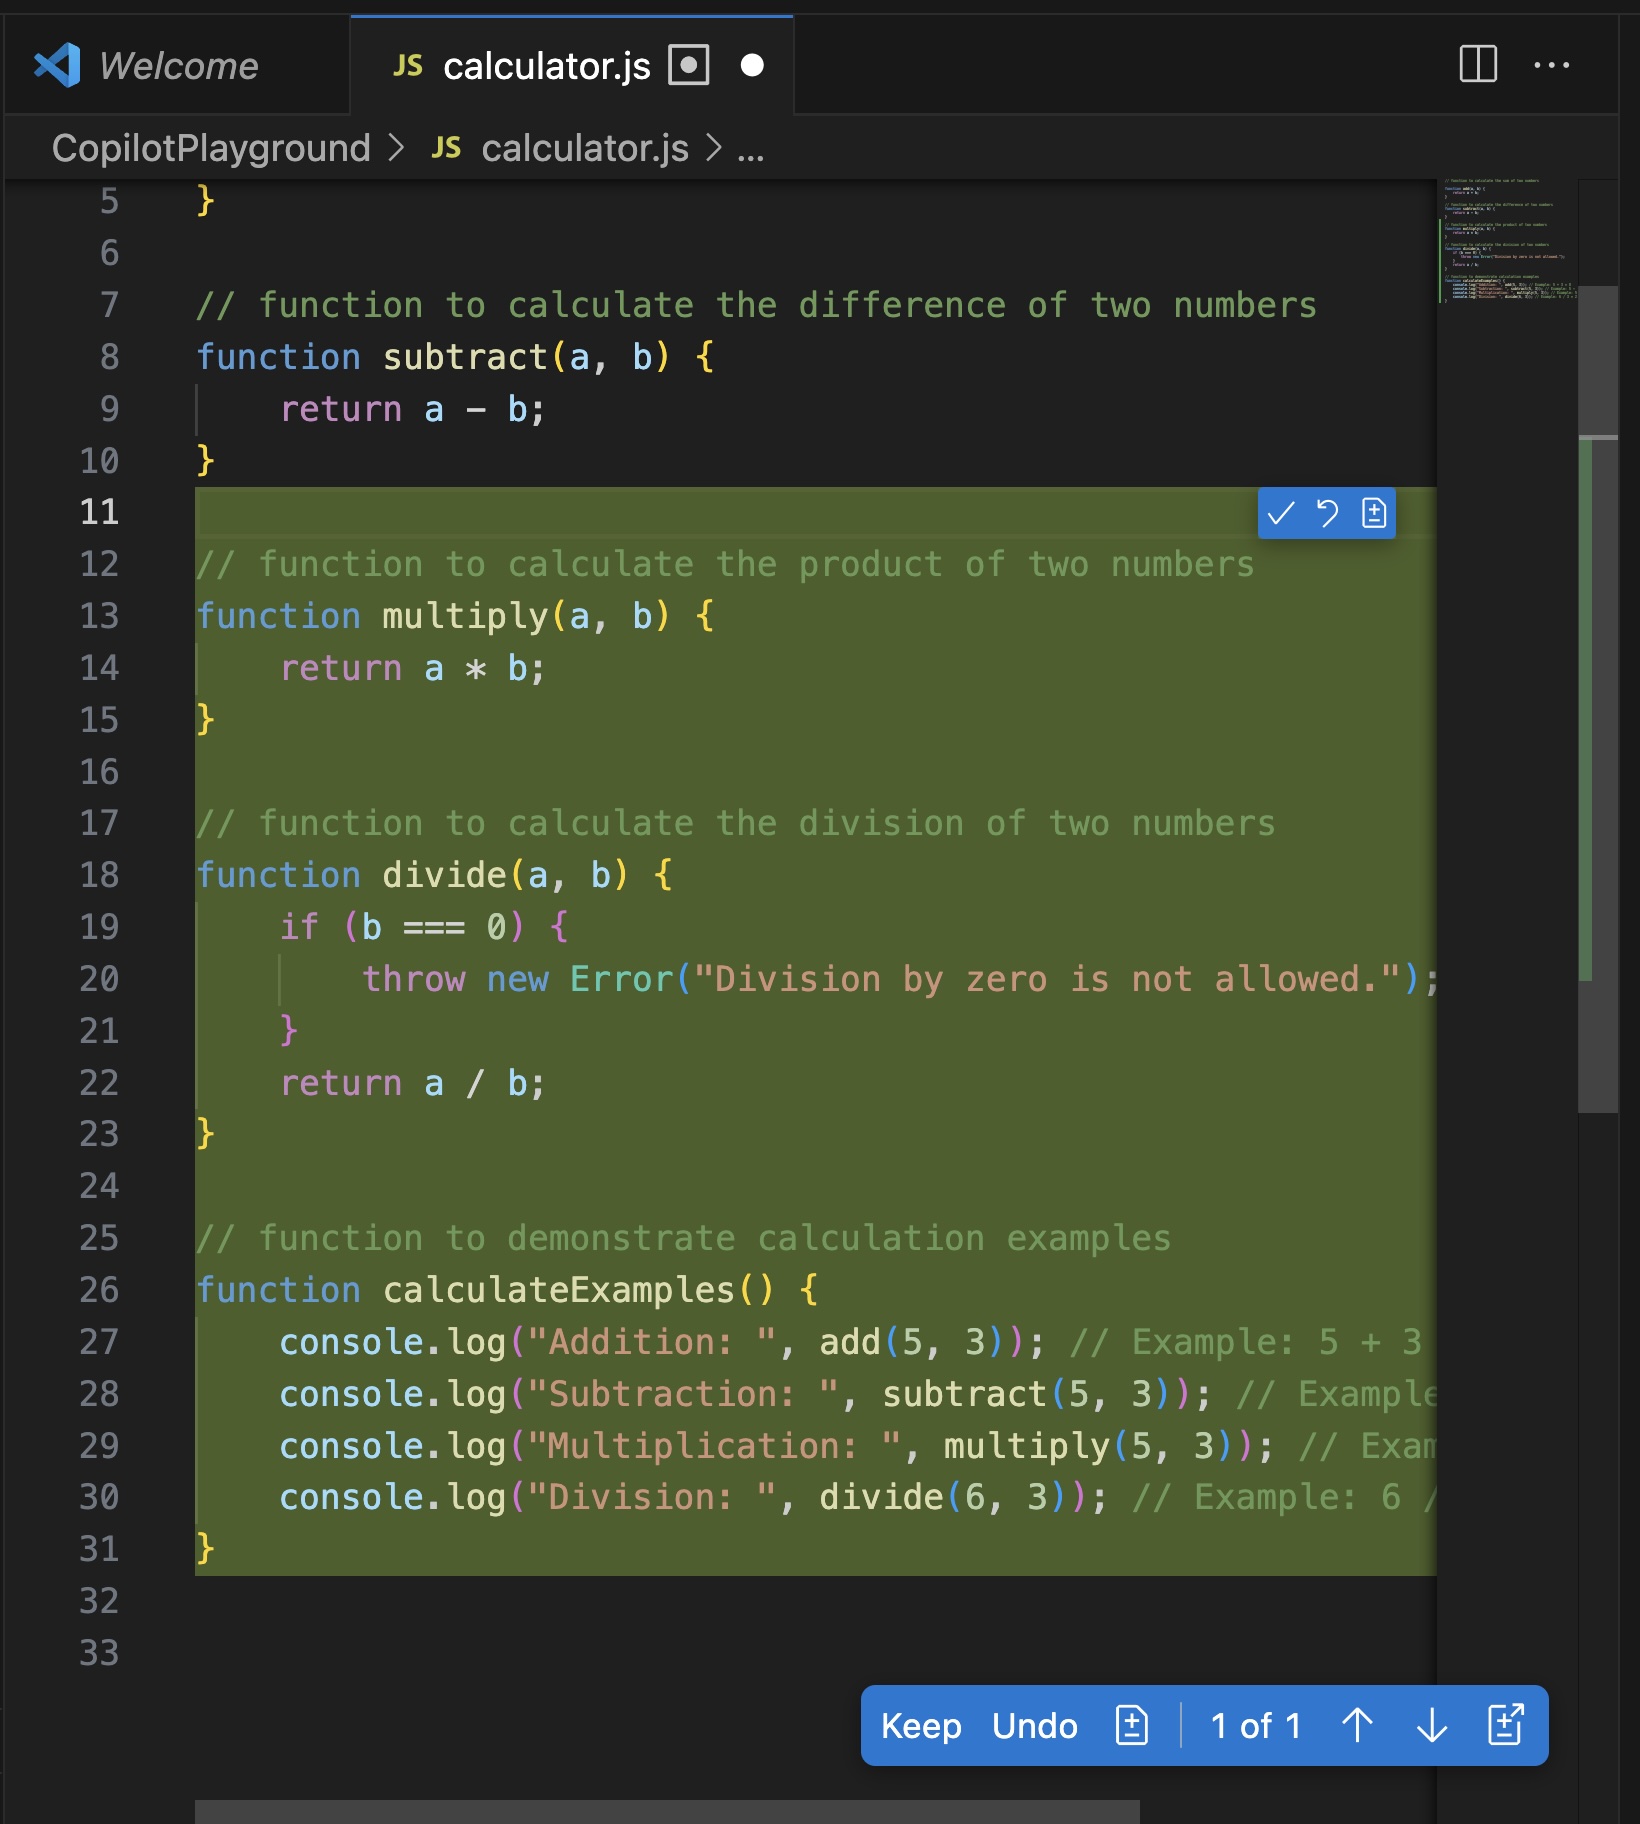 Welcome
JS calculator.js
CopilotPlayground > JS calculator.js > ...
5 }
6
7 // function to calculate the difference of two numbers
8 function subtract(a, b) {
9     return a - b;
10 }
11
12 // function to calculate the product of two numbers
13 function multiply(a, b) {
14     return a * b;
15 }
16
17 // function to calculate the division of two numbers
18 function divide(a, b) {
19     if (b === 0) {
20         throw new Error("Division by zero is not allowed.");
21     }
22     return a / b;
23 }
24
25 // function to demonstrate calculation examples
26 function calculateExamples() {
27     console.log("Addition: ", add(5, 3)); // Example: 5 + 3
28     console.log("Subtraction: ", subtract(5, 3)); // Example
29     console.log("Multiplication: ", multiply(5, 3)); // Exam
30     console.log("Division: ", divide(6, 3)); // Example: 6 /
31 }
32
33
Keep Undo 1 of 1